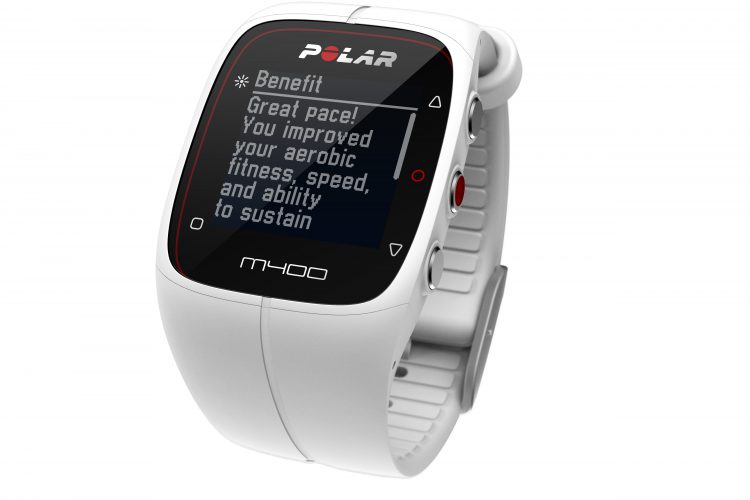 POLAR
Benefit
Great pace!
You improved
your aerobic
fitness, speed,
and ability
to sustain
M400